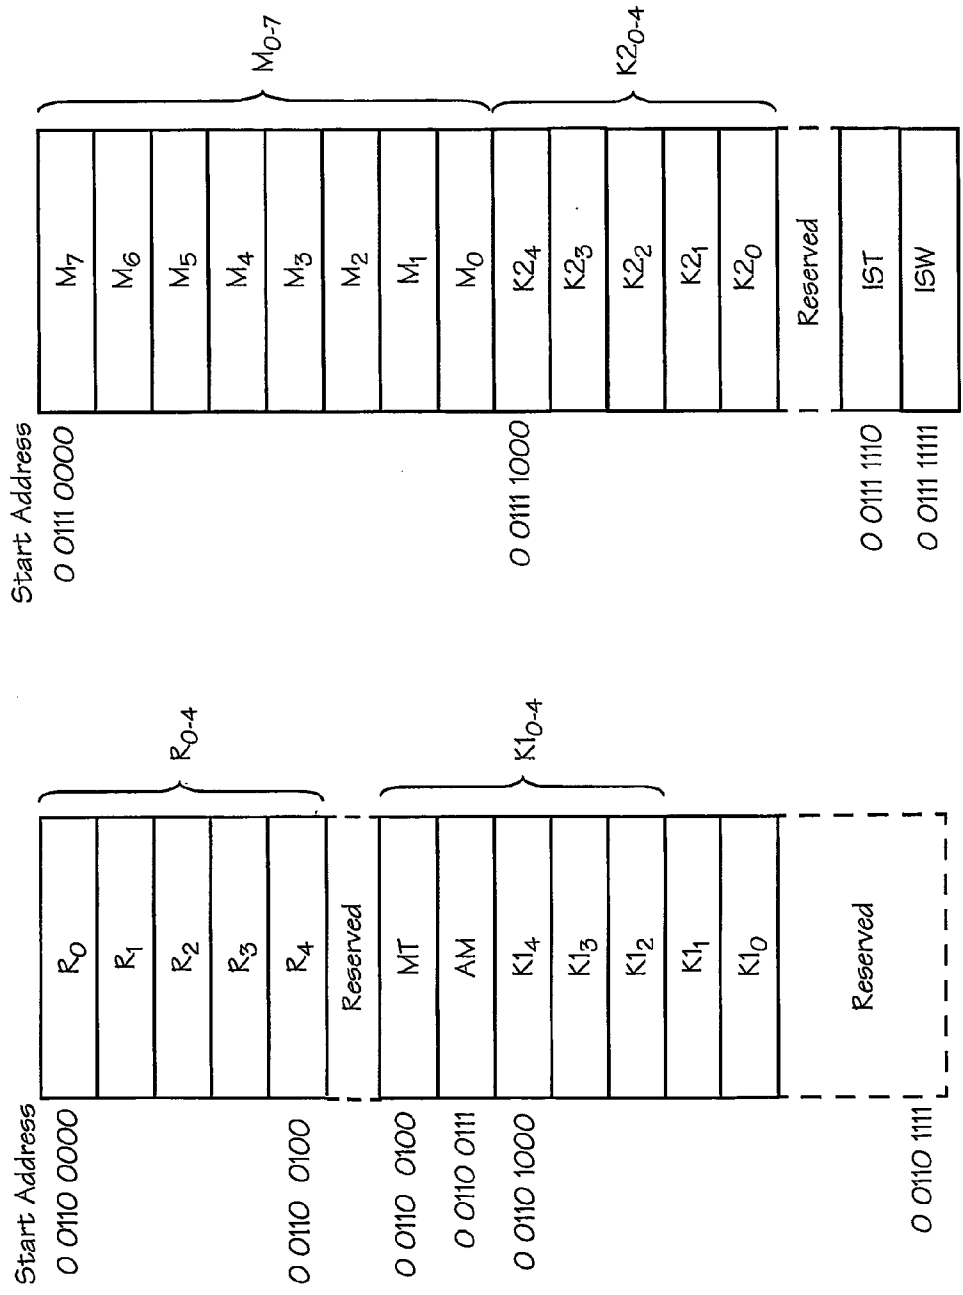 Start Address
0 0110 0000
R0
R1
R2
R3
0 0110 0100
R4
R0-4
Reserved
0 0110 0100
MT
0 0110 0111
AM
0 0110 1000
K14
K13
K12
K10-4
K11
K10
Reserved
0 0110 1111
Start Address
0 0111 0000
M7
M6
M5
M4
M3
M2
M1
M0
M0-7
0 0111 1000
K24
K23
K22
K21
K20
K20-4
Reserved
0 0111 1110
IST
0 0111 11111
ISW